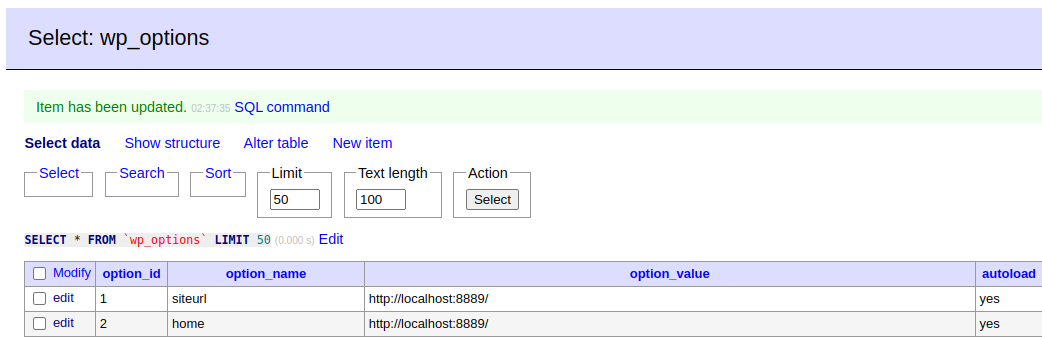 Select: wp_options
Item has been updated. 02:37:35 SQL command
Select data Show structure Alter table New item
Select Search Sort Limit Text length Action
50 100 Select
SELECT * FROM `wp_options` LIMIT 50 (0.000 s) Edit
Modify option_id option_name option_value autoload
edit 1 siteurl http://localhost:8889/ yes
edit 2 home http://localhost:8889/ yes